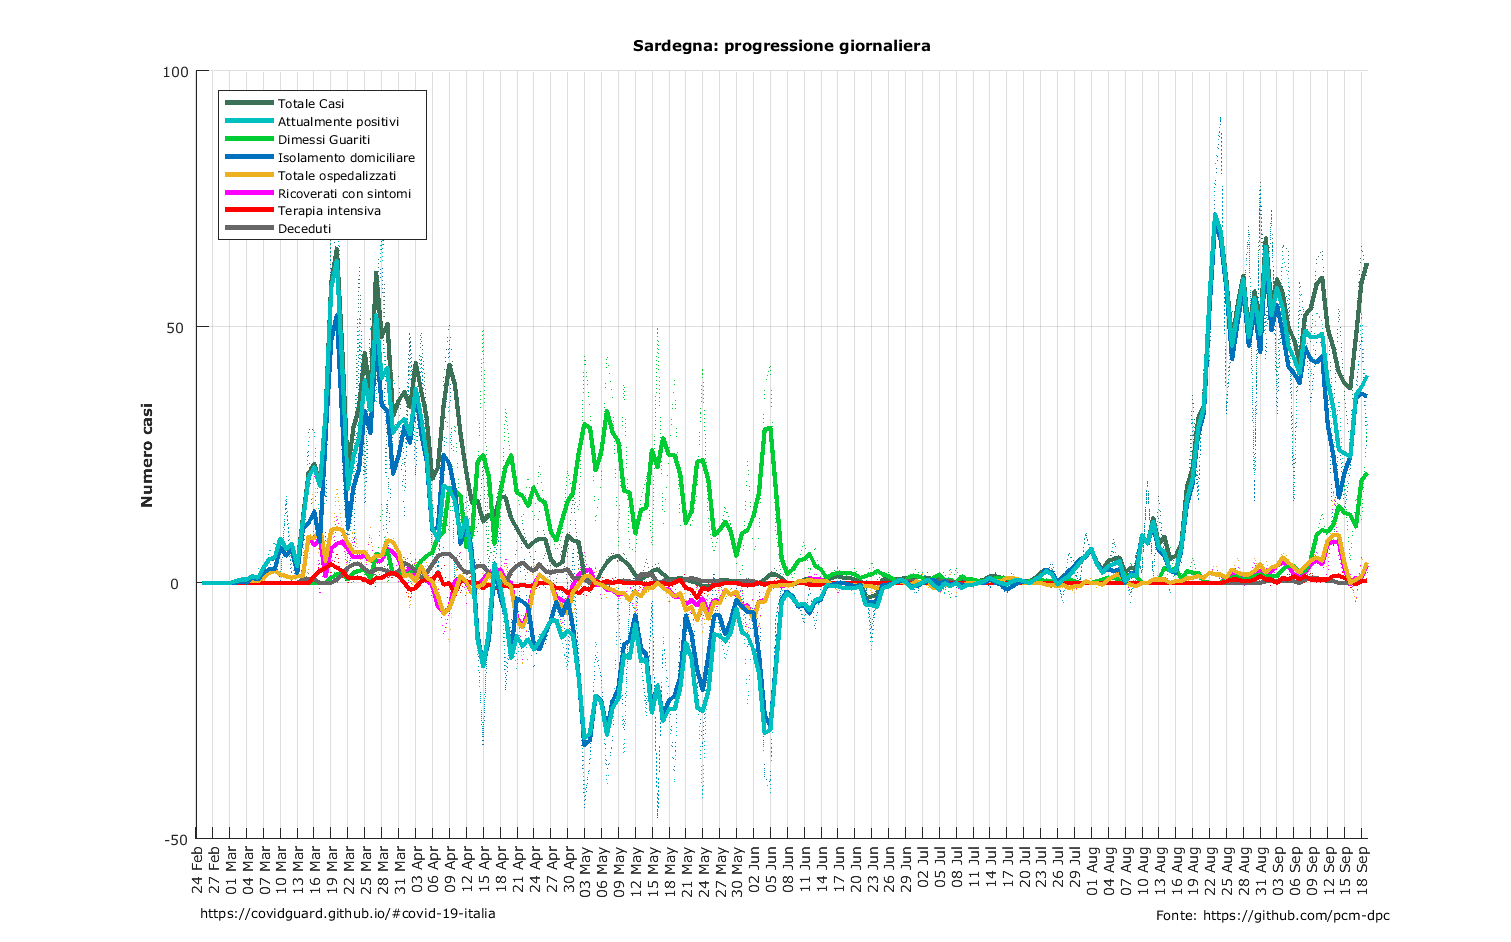 Sardegna: progressione giornaliera
100
50
0
-50
Numero casi
Totale Casi
Attualmente positivi
Dimessi Guariti
Isolamento domiciliare
Totale ospedalizzati
Ricoverati con sintomi
Terapia intensiva
Deceduti
24 Feb
27 Feb
01 Mar
04 Mar
07 Mar
10 Mar
13 Mar
16 Mar
19 Mar
22 Mar
25 Mar
28 Mar
31 Mar
03 Apr
06 Apr
09 Apr
12 Apr
15 Apr
18 Apr
21 Apr
24 Apr
27 Apr
30 Apr
03 May
06 May
09 May
12 May
15 May
18 May
21 May
24 May
27 May
30 May
02 Jun
05 Jun
08 Jun
11 Jun
14 Jun
17 Jun
20 Jun
23 Jun
26 Jun
29 Jun
02 Jul
05 Jul
08 Jul
11 Jul
14 Jul
17 Jul
20 Jul
23 Jul
26 Jul
29 Jul
01 Aug
04 Aug
07 Aug
10 Aug
13 Aug
16 Aug
19 Aug
22 Aug
25 Aug
28 Aug
31 Aug
03 Sep
06 Sep
09 Sep
12 Sep
15 Sep
18 Sep
https://covidguard.github.io/#covid-19-italia
Fonte: https://github.com/pcm-dpc